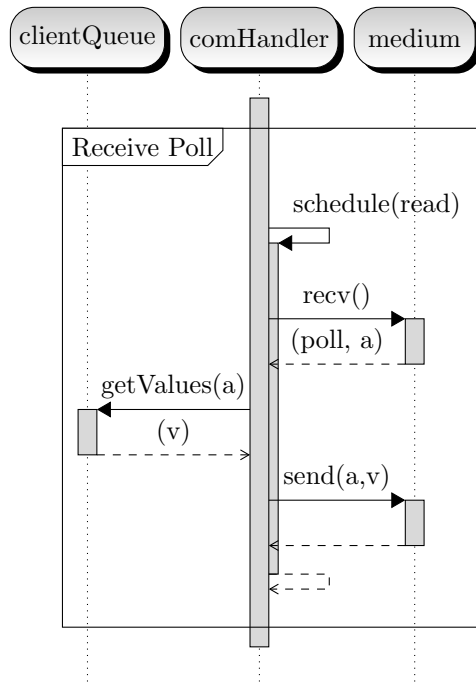 clientQueue
comHandler
medium
Receive Poll
schedule(read)
recv()
(poll, a)
getValues(a)
(v)
send(a,v)